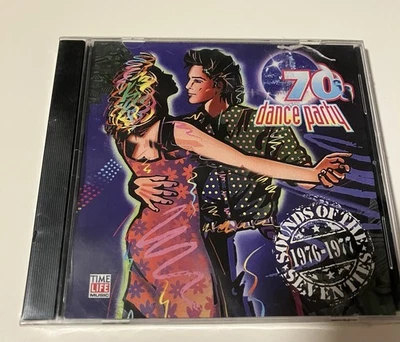 70s
dance party
SOUNDS OF THE
1976-1977
SEVENTIES
TIME
LIFE
MUSIC